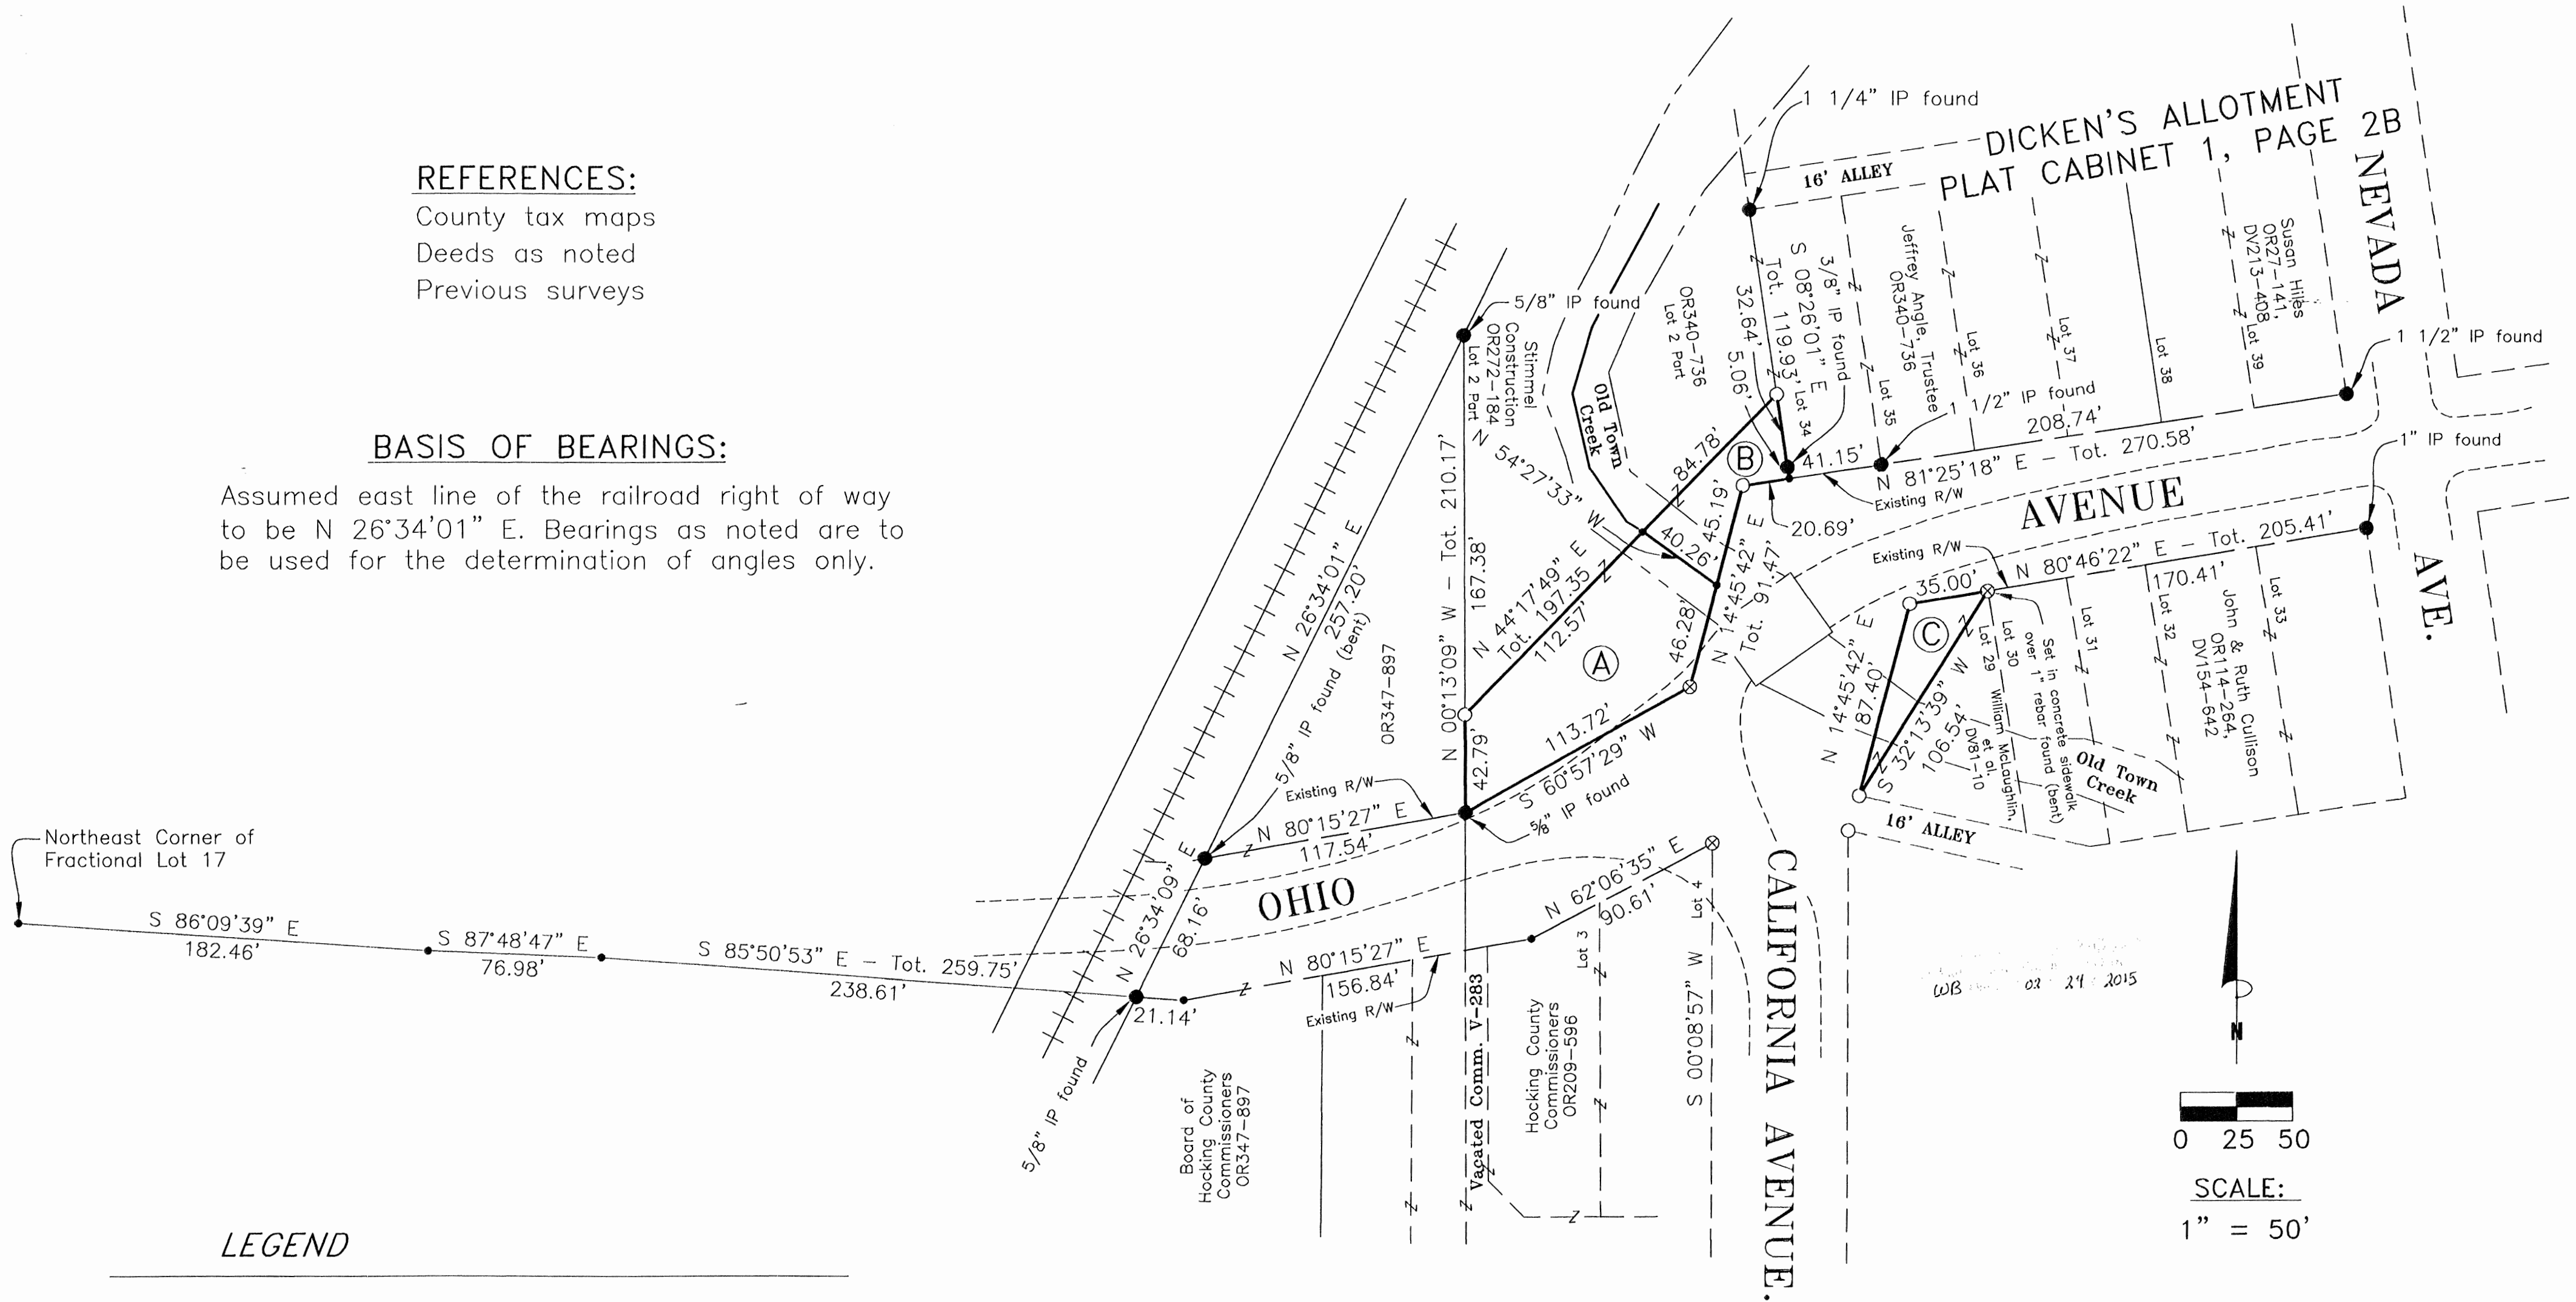 REFERENCES:
County tax maps
Deeds as noted
Previous surveys
BASIS OF BEARINGS:
Assumed east line of the railroad right of way
to be N 26°34'01" E. Bearings as noted are to
be used for the determination of angles only.
Northeast Corner of
Fractional Lot 17
S 86°09'39" E
182.46'
S 87°48'47" E
76.98'
S 85°50'53" E - Tot. 259.75'
238.61'
21.14'
5/8" IP found
N 26°34'09" E
68.16'
N 26°34'01" E
257.20'
5/8" IP found (bent)
5/8" IP found
Stimmel
Construction
OR272-184
Lot 2 Part
N 00°13'09" W - Tot. 210.17'
167.38'
42.79'
OR347-897
Existing R/W
N 80°15'27" E
117.54'
OHIO
N 80°15'27" E
156.84'
Existing R/W
Board of
Hocking County
Commissioners
OR347-897
Vacated Comm. V-283
Hocking County
Commissioners
OR209-596
Lot 3
Lot 4
N 62°06'35" E
90.61'
S 00°08'57" W
CALIFORNIA AVENUE.
5/8" IP found
S 60°57'29" W
113.72'
A
N 44°17'49" E
Tot. 197.35
112.57'
84.78'
N 54°27'33" W
40.26'
46.28'
45.19'
N 14°45'42" E
Tot. 91.47'
B
Old Town
Creek
OR340-736
Lot 2 Part
1 1/4" IP found
16' ALLEY
DICKEN'S ALLOTMENT
PLAT CABINET 1, PAGE 2B
S 08°26'01" E
Tot. 119.93'
32.64'
5.06'
3/8" IP found
Lot 34
Lot 35
Jeffrey Angle, Trustee
OR340-736
Lot 36
Lot 37
Lot 38
Lot 39
Susan Hiles
OR27-141,
DV213-408
NEVADA
AVE.
1 1/2" IP found
1 1/2" IP found
41.15'
208.74'
N 81°25'18" E - Tot. 270.58'
Existing R/W
20.69'
AVENUE
1" IP found
Existing R/W
N 80°46'22" E - Tot. 205.41'
35.00'
170.41'
C
N 14°45'42" E
87.40'
S 32°13'39" W
106.54'
Lot 29
Lot 30
Lot 31
Lot 32
Lot 33
William McLaughlin,
et al.
DV81-10
Set in concrete sidewalk
over 1" rebar found (bent)
John & Ruth Cullison
OR114-264,
DV154-642
Old Town
Creek
16' ALLEY
WB 02 24 2015
N
0 25 50
SCALE:
1" = 50'
LEGEND